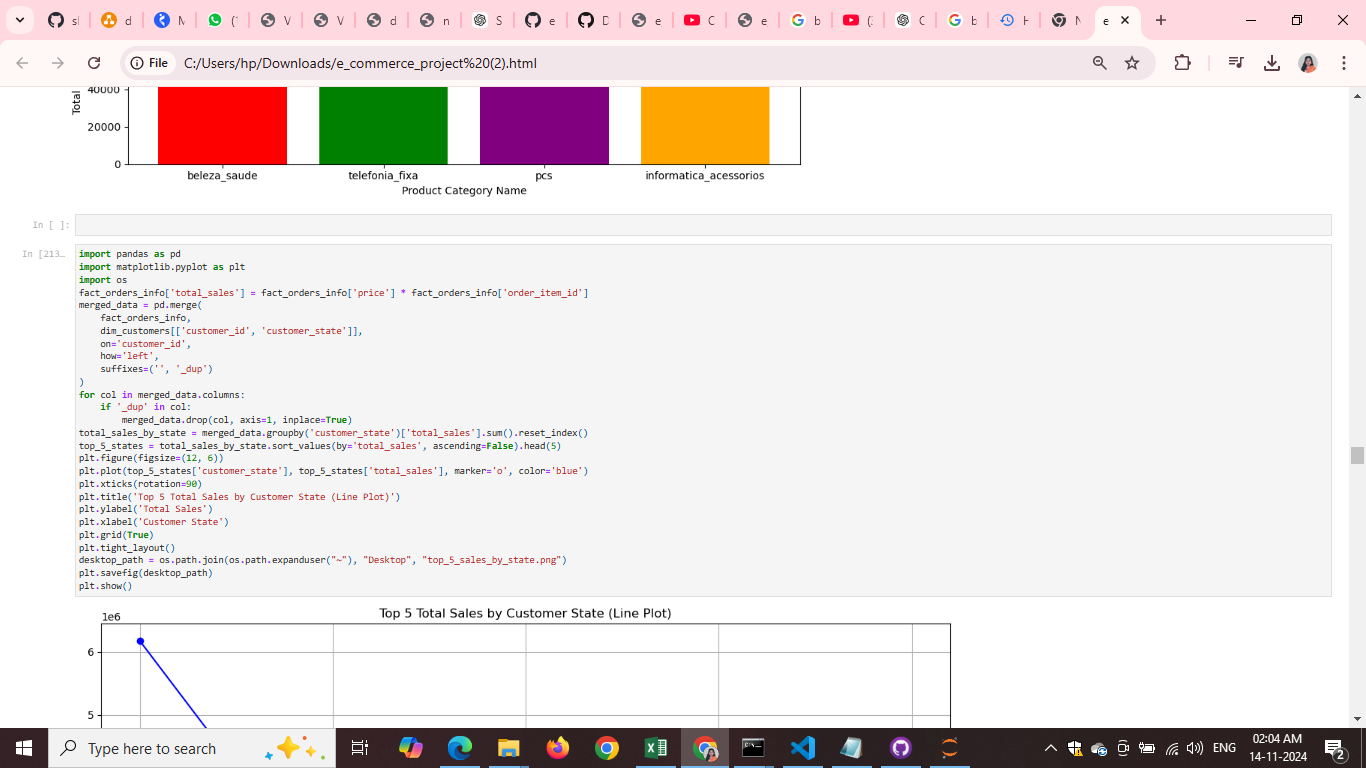 File
C:/Users/hp/Downloads/e_commerce_project%20(2).html
40000
20000
0
Total
beleza_saude telefonia_fixa pcs informatica_acessorios
Product Category Name
In [ ]:
In [213…
import pandas as pd
import matplotlib.pyplot as plt
import os
fact_orders_info['total_sales'] = fact_orders_info['price'] * fact_orders_info['order_item_id']
merged_data = pd.merge(
    fact_orders_info,
    dim_customers[['customer_id', 'customer_state']],
    on='customer_id',
    how='left',
    suffixes=('', '_dup')
)
for col in merged_data.columns:
    if '_dup' in col:
        merged_data.drop(col, axis=1, inplace=True)
total_sales_by_state = merged_data.groupby('customer_state')['total_sales'].sum().reset_index()
top_5_states = total_sales_by_state.sort_values(by='total_sales', ascending=False).head(5)
plt.figure(figsize=(12, 6))
plt.plot(top_5_states['customer_state'], top_5_states['total_sales'], marker='o', color='blue')
plt.xticks(rotation=90)
plt.title('Top 5 Total Sales by Customer State (Line Plot)')
plt.ylabel('Total Sales')
plt.xlabel('Customer State')
plt.grid(True)
plt.tight_layout()
desktop_path = os.path.join(os.path.expanduser("~"), "Desktop", "top_5_sales_by_state.png")
plt.savefig(desktop_path)
plt.show()
Top 5 Total Sales by Customer State (Line Plot)
1e6
6
5
Type here to search
ENG
02:04 AM
14-11-2024
2